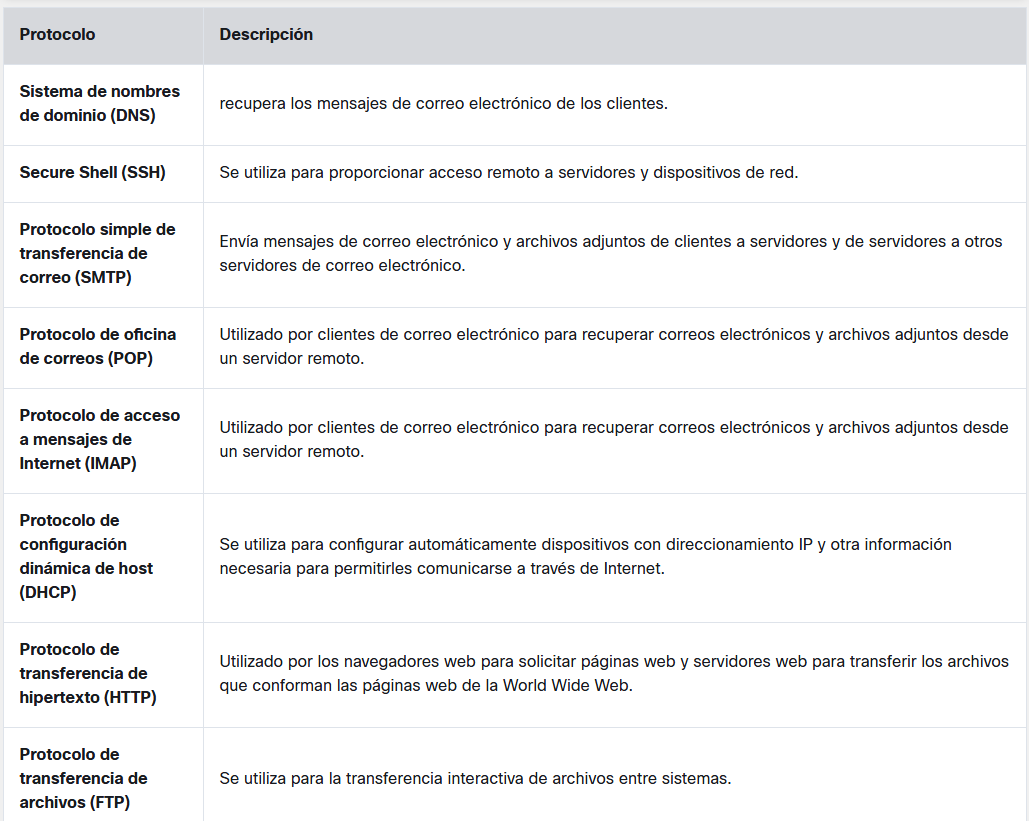 Protocolo Descripción
Sistema de nombres
de dominio (DNS)
recupera los mensajes de correo electrónico de los clientes.
Secure Shell (SSH)
Se utiliza para proporcionar acceso remoto a servidores y dispositivos de red.
Protocolo simple de
transferencia de
correo (SMTP)
Envía mensajes de correo electrónico y archivos adjuntos de clientes a servidores y de servidores a otros
servidores de correo electrónico.
Protocolo de oficina
de correos (POP)
Utilizado por clientes de correo electrónico para recuperar correos electrónicos y archivos adjuntos desde
un servidor remoto.
Protocolo de acceso
a mensajes de
Internet (IMAP)
Utilizado por clientes de correo electrónico para recuperar correos electrónicos y archivos adjuntos desde
un servidor remoto.
Protocolo de
configuración
dinámica de host
(DHCP)
Se utiliza para configurar automáticamente dispositivos con direccionamiento IP y otra información
necesaria para permitirles comunicarse a través de Internet.
Protocolo de
transferencia de
hipertexto (HTTP)
Utilizado por los navegadores web para solicitar páginas web y servidores web para transferir los archivos
que conforman las páginas web de la World Wide Web.
Protocolo de
transferencia de
archivos (FTP)
Se utiliza para la transferencia interactiva de archivos entre sistemas.